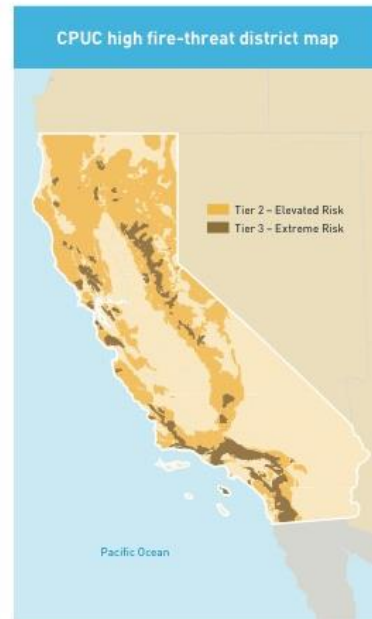 CPUC high fire-threat district map
Tier 2 – Elevated Risk
Tier 3 – Extreme Risk
Pacific Ocean